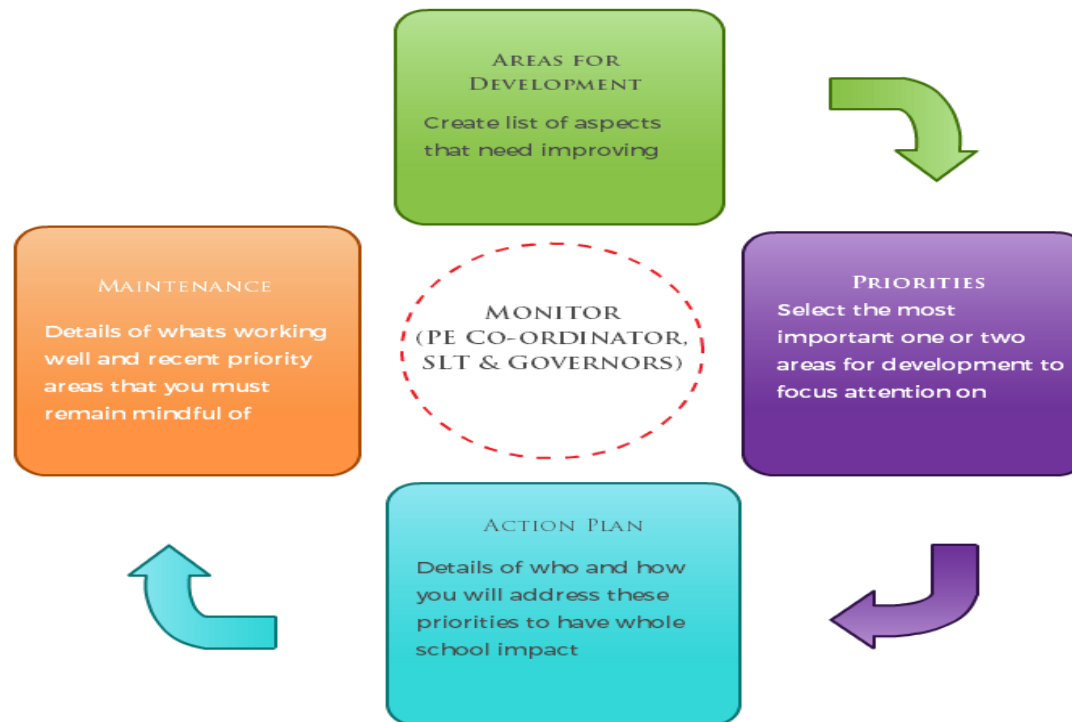 AREAS FOR
DEVELOPMENT
Create list of aspects
that need improving
PRIORITIES
Select the most
important one or two
areas for development to
focus attention on
ACTION PLAN
Details of who and how
you will address these
priorities to have whole
school impact
MAINTENANCE
Details of whats working
well and recent priority
areas that you must
remain mindful of
MONITOR
(PE CO-ORDINATOR,
SLT & GOVERNORS)